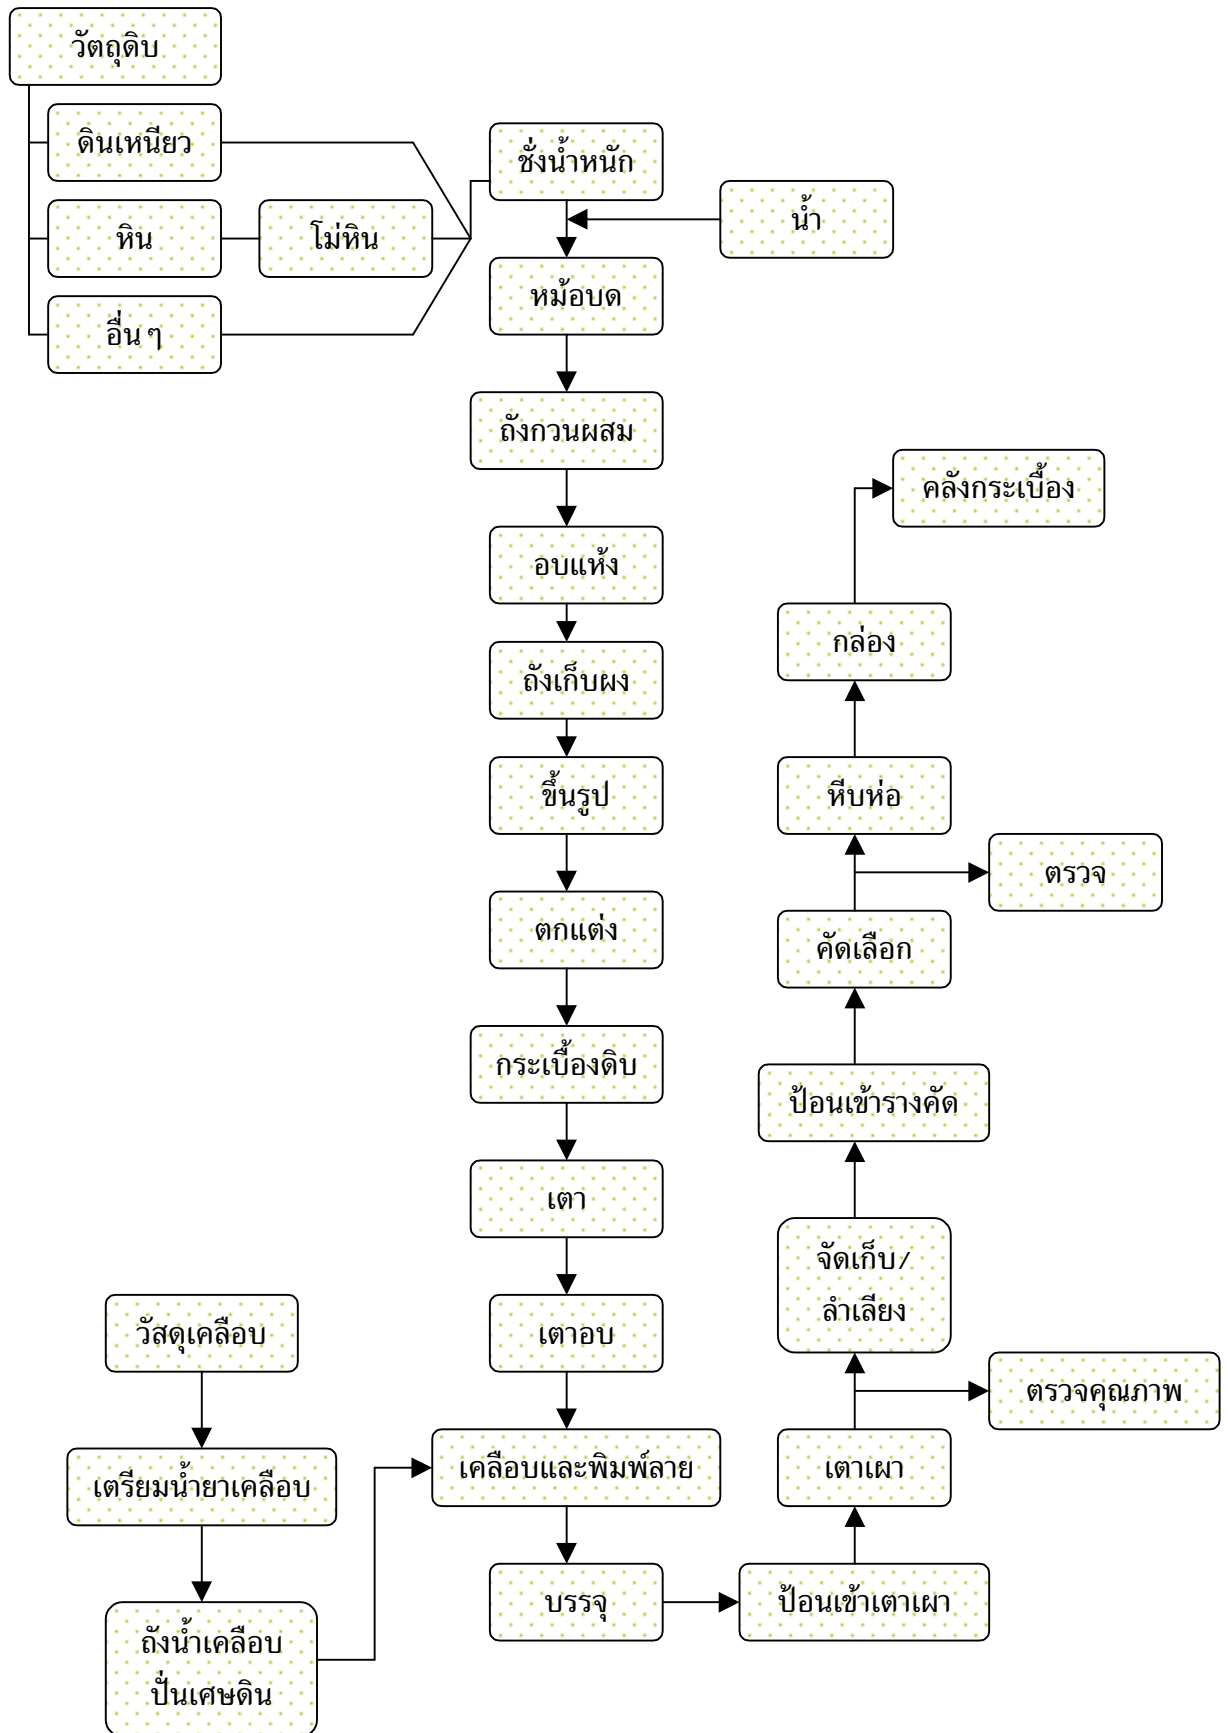 วัตถุดิบ
ดินเหนียว
หิน
โม่หิน
อื่น ๆ
ชั่งน้ำหนัก
น้ำ
หม้อบด
ถังกวนผสม
อบแห้ง
ถังเก็บผง
ขึ้นรูป
ตกแต่ง
กระเบื้องดิบ
เตา
เตาอบ
วัสดุเคลือบ
เตรียมน้ำยาเคลือบ
ถังน้ำเคลือบ
ปั่นเศษดิน
เคลือบและพิมพ์ลาย
บรรจุ
ป้อนเข้าเตาเผา
เตาเผา
ตรวจคุณภาพ
จัดเก็บ/
ลำเลียง
ป้อนเข้ารางคัด
คัดเลือก
ตรวจ
หีบห่อ
กล่อง
คลังกระเบื้อง